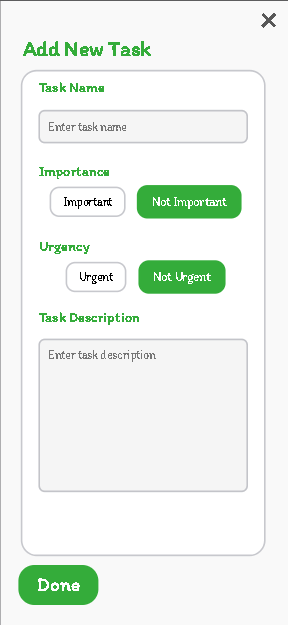 Add New Task
Task Name
Enter task name
Importance
Important Not Important
Urgency
Urgent Not Urgent
Task Description
Enter task description
Done